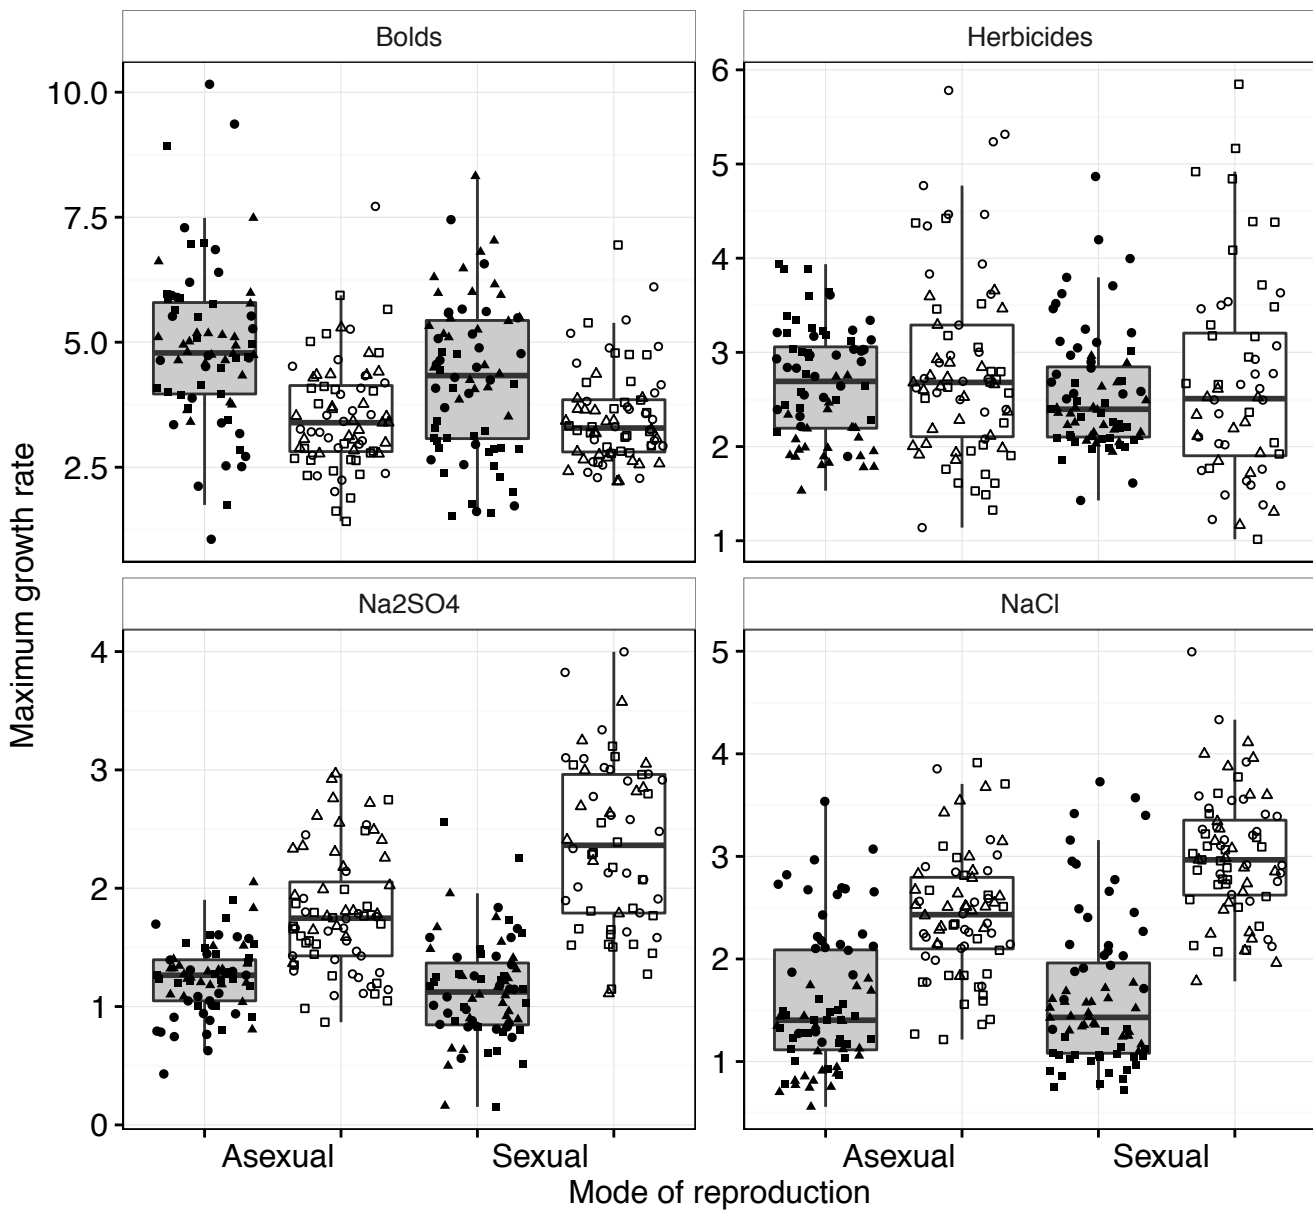 Bolds
Herbicides
10.0
7.5
5.0
2.5
6
5
4
3
2
1
Maximum growth rate
Na2SO4
NaCl
4
3
2
1
0
5
4
3
2
1
Asexual
Sexual
Asexual
Sexual
Mode of reproduction